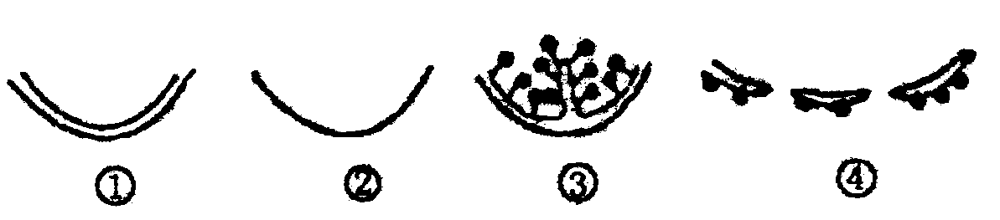 ① ② ③ ④